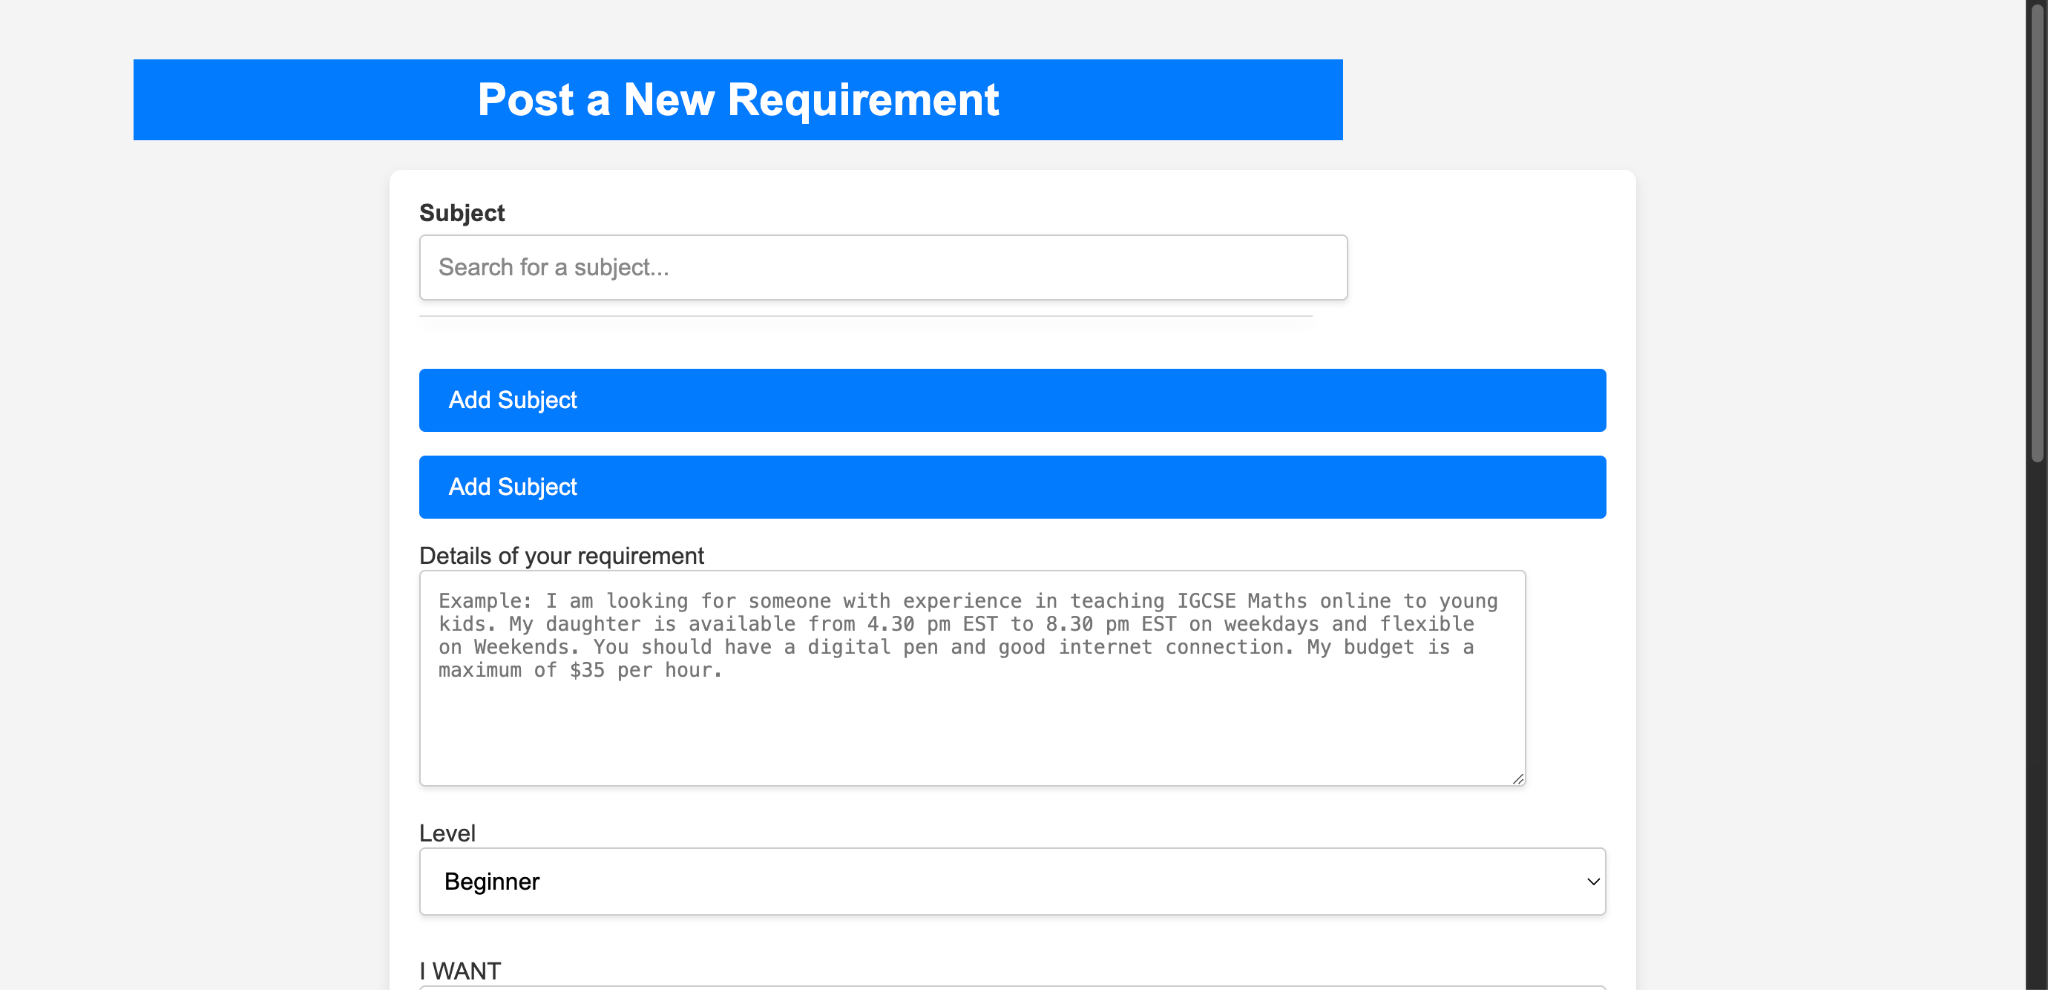 Post a New Requirement
Subject
Search for a subject...
Add Subject
Add Subject
Details of your requirement
Example: I am looking for someone with experience in teaching IGCSE Maths online to young
kids. My daughter is available from 4.30 pm EST to 8.30 pm EST on weekdays and flexible
on Weekends. You should have a digital pen and good internet connection. My budget is a
maximum of $35 per hour.
Level
Beginner
I WANT